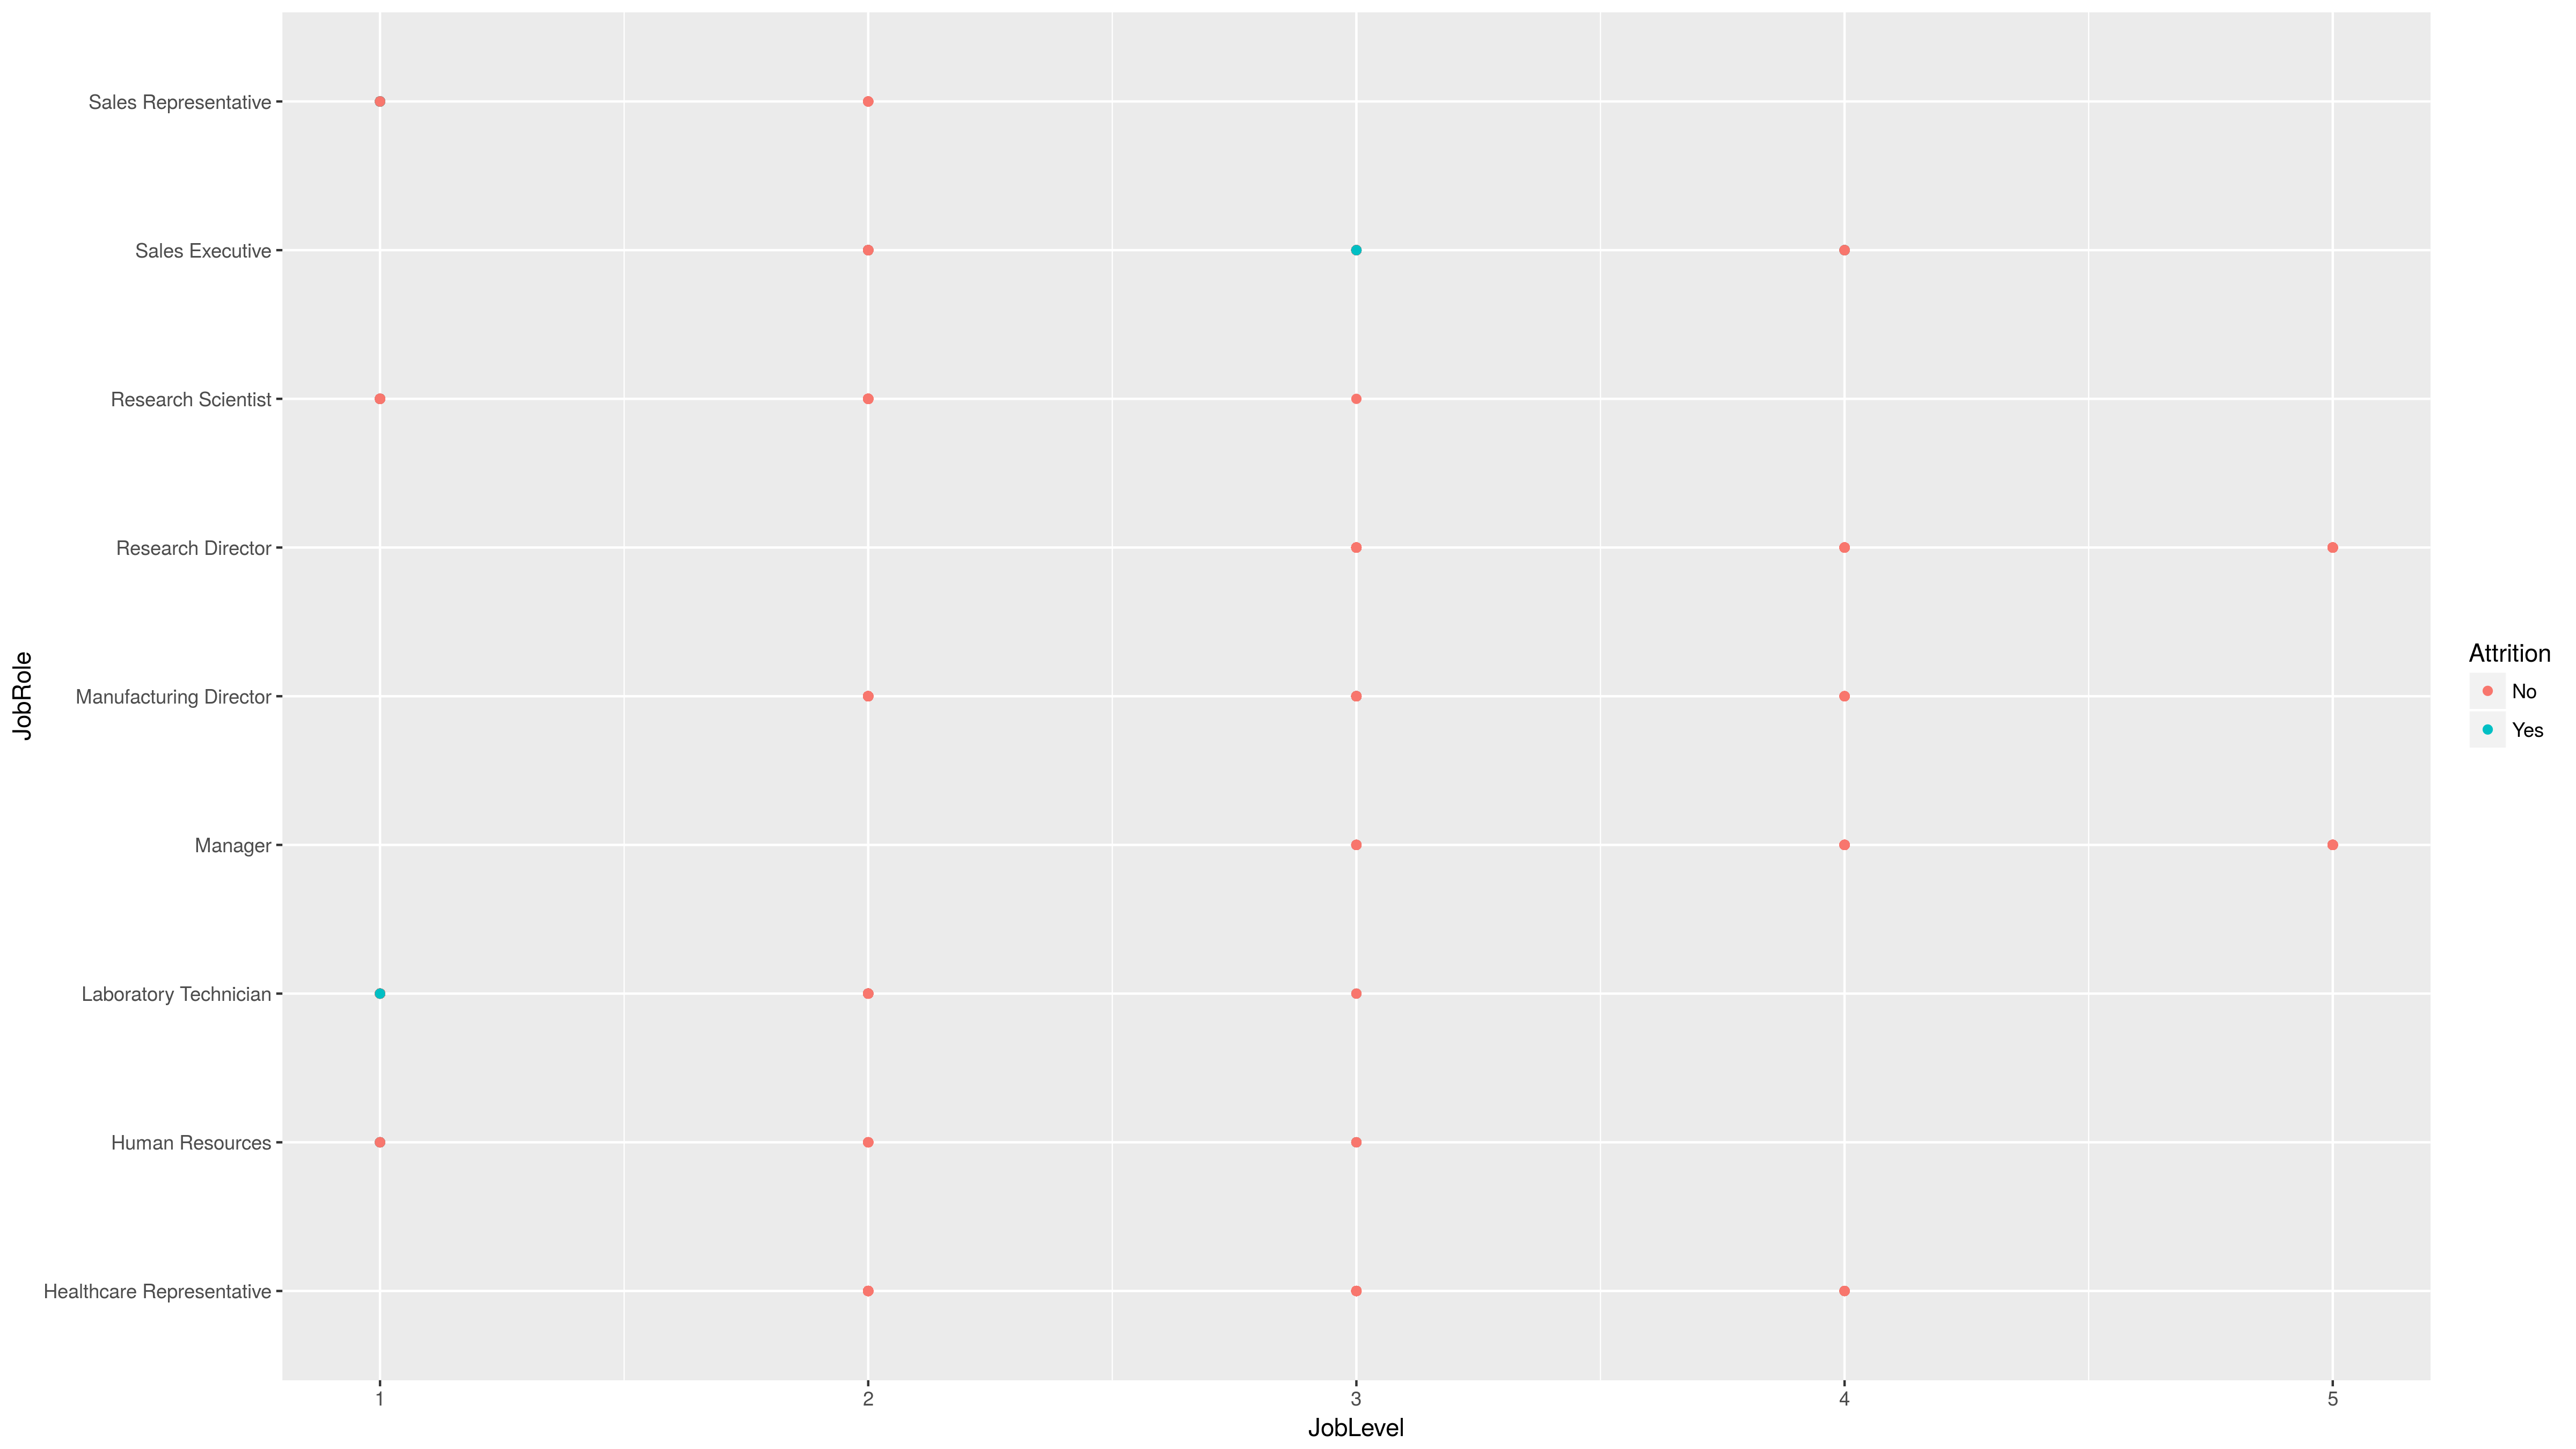 Sales Representative
Sales Executive
Research Scientist
Research Director
Manufacturing Director
Manager
Laboratory Technician
Human Resources
Healthcare Representative
JobRole
1 2 3 4 5
JobLevel
Attrition
No
Yes